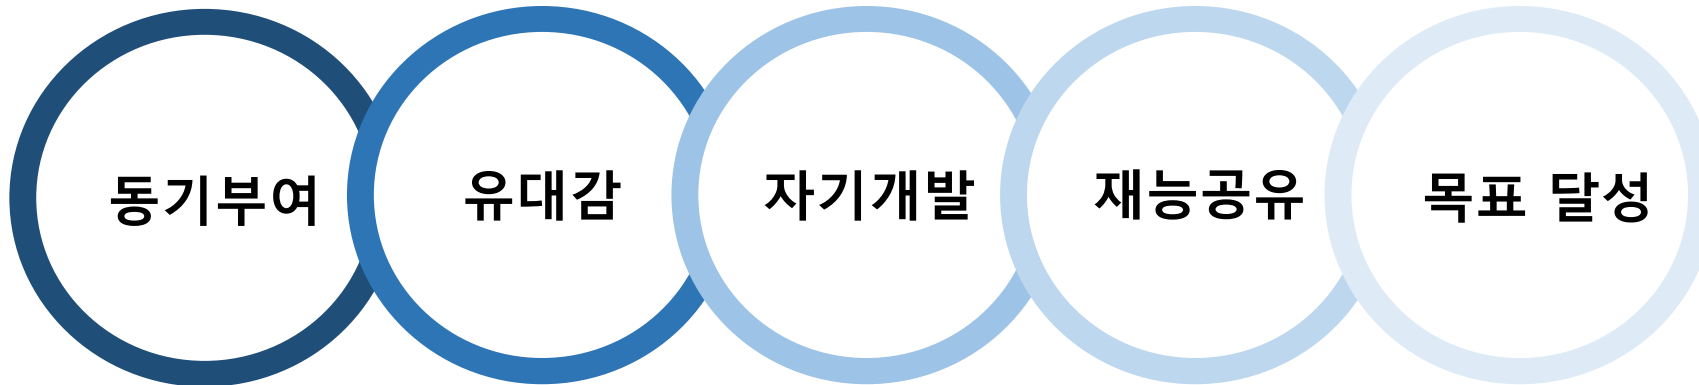 동기부여
유대감
자기개발
재능공유
목표 달성